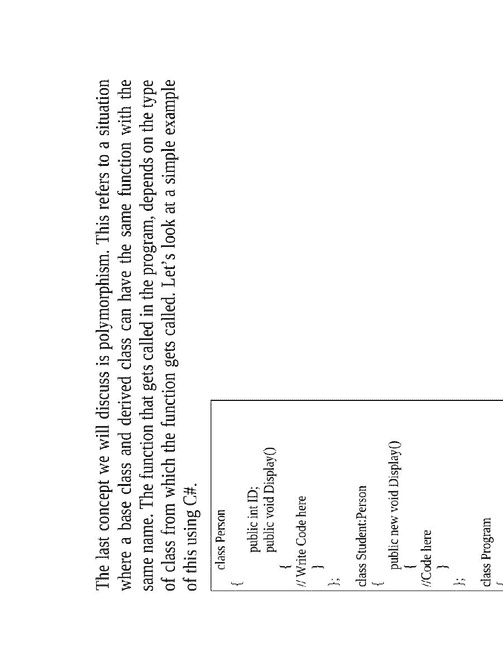 The last concept we will discuss is polymorphism. This refers to a situation
where a base class and derived class can have the same function with the
same name. The function that gets called in the program, depends on the type
of class from which the function gets called. Let's look at a simple example
of this using C#.
class Person
{
public int ID;
public void Display()
{
// Write Code here
}
};
class Student:Person
{
public new void Display()
{
//Code here
}
};
class Program
{